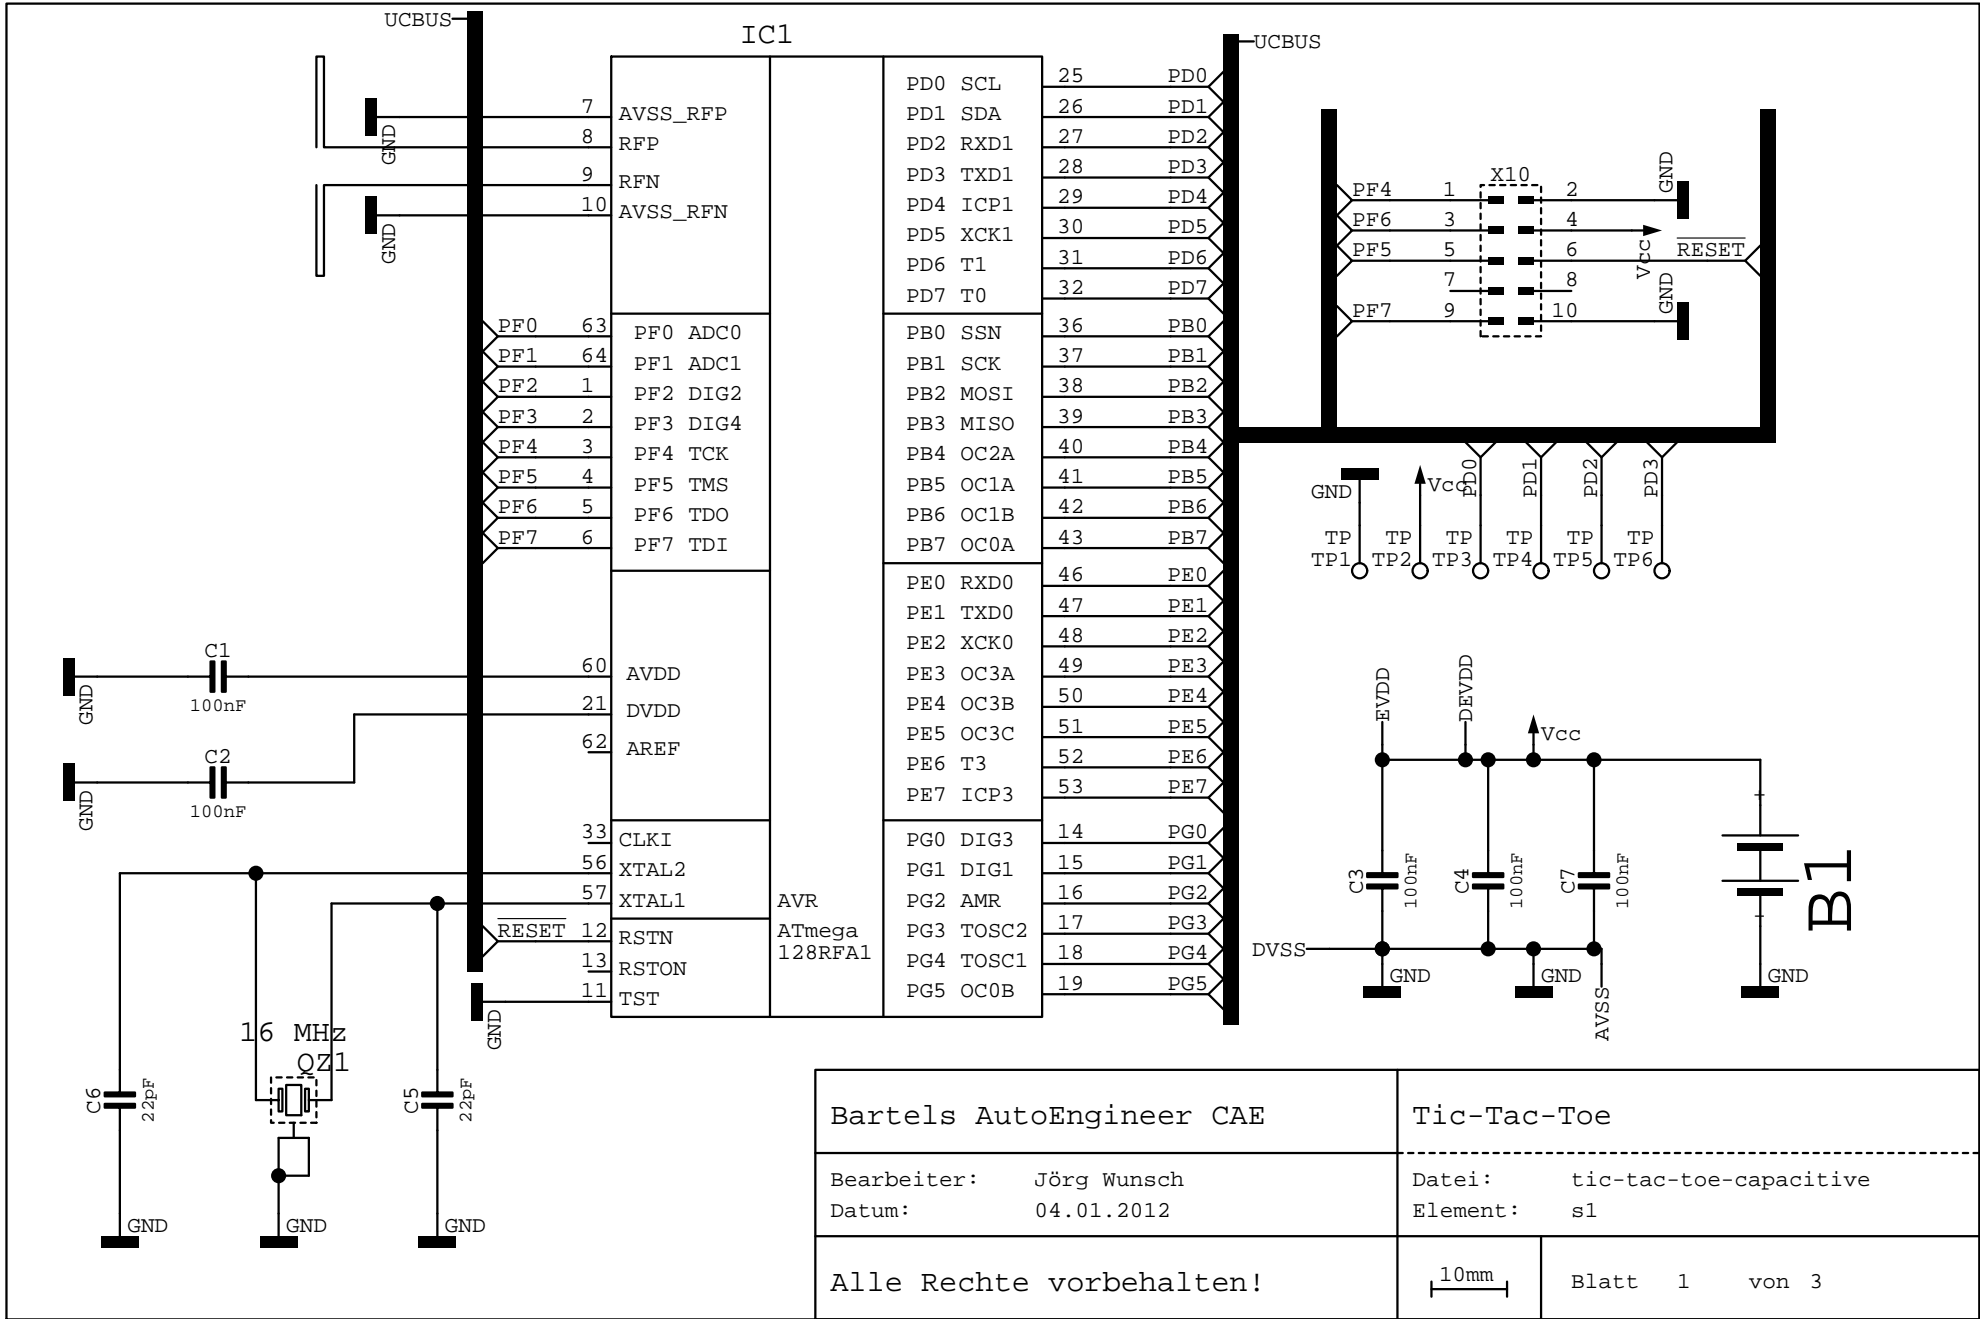 UCBUS
IC1
UCBUS
GND
7 AVSS_RFP
8 RFP
9 RFN
10 AVSS_RFN
GND
PF0 63 PF0 ADC0
PF1 64 PF1 ADC1
PF2 1 PF2 DIG2
PF3 2 PF3 DIG4
PF4 3 PF4 TCK
PF5 4 PF5 TMS
PF6 5 PF6 TDO
PF7 6 PF7 TDI
C1
100nF
GND
60 AVDD
21 DVDD
62 AREF
C2
100nF
GND
33 CLKI
56 XTAL2
57 XTAL1
RESET 12 RSTN
13 RSTON
11 TST
GND
AVR
ATmega
128RFA1
PD0 SCL 25 PD0
PD1 SDA 26 PD1
PD2 RXD1 27 PD2
PD3 TXD1 28 PD3
PD4 ICP1 29 PD4
PD5 XCK1 30 PD5
PD6 T1 31 PD6
PD7 T0 32 PD7
PB0 SSN 36 PB0
PB1 SCK 37 PB1
PB2 MOSI 38 PB2
PB3 MISO 39 PB3
PB4 OC2A 40 PB4
PB5 OC1A 41 PB5
PB6 OC1B 42 PB6
PB7 OC0A 43 PB7
PE0 RXD0 46 PE0
PE1 TXD0 47 PE1
PE2 XCK0 48 PE2
PE3 OC3A 49 PE3
PE4 OC3B 50 PE4
PE5 OC3C 51 PE5
PE6 T3 52 PE6
PE7 ICP3 53 PE7
PG0 DIG3 14 PG0
PG1 DIG1 15 PG1
PG2 AMR 16 PG2
PG3 TOSC2 17 PG3
PG4 TOSC1 18 PG4
PG5 OC0B 19 PG5
X10
PF4 1 2 GND
PF6 3 4 Vcc
PF5 5 6 RESET
7 8
PF7 9 10 GND
GND Vcc PD0 PD1 PD2 PD3
TP TP TP TP TP TP
TP1 TP2 TP3 TP4 TP5 TP6
EVDD DEVDD Vcc
C3 100nF C4 100nF C7 100nF
+
-
B1
DVSS
GND GND AVSS GND
16 MHz
QZ1
C6 22pF
C5 22pF
GND GND GND
Bartels AutoEngineer CAE
Tic-Tac-Toe
Bearbeiter: Jörg Wunsch
Datum: 04.01.2012
Datei: tic-tac-toe-capacitive
Element: s1
Alle Rechte vorbehalten!
10mm
Blatt 1 von 3